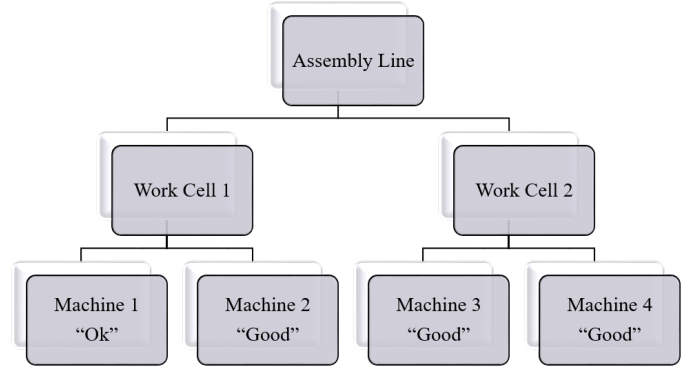 Assembly Line
Work Cell 1
Work Cell 2
Machine 1
“Ok”
Machine 2
“Good”
Machine 3
“Good”
Machine 4
“Good”